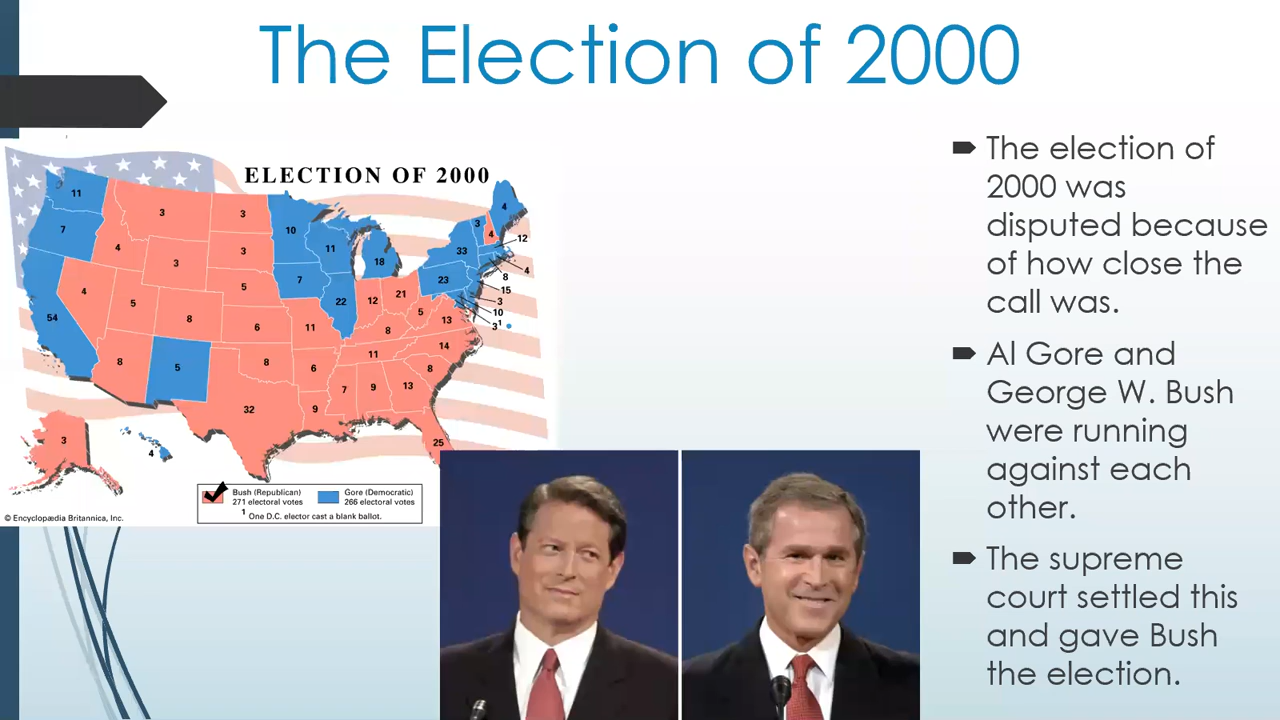 The Election of 2000
ELECTION OF 2000
11
7
54
4
4
5
8
5
3
3
8
3
3
5
6
8
32
10
7
11
6
9
11
22
18
12
21
8
11
7
9
13
25
5
13
14
8
23
33
3
4
4
12
4
8
15
3
10
3¹
3
4
Bush (Republican)
271 electoral votes
Gore (Democratic)
266 electoral votes
¹ One D.C. elector cast a blank ballot.
© Encyclopædia Britannica, Inc.
The election of
2000 was
disputed because
of how close the
call was.
Al Gore and
George W. Bush
were running
against each
other.
The supreme
court settled this
and gave Bush
the election.